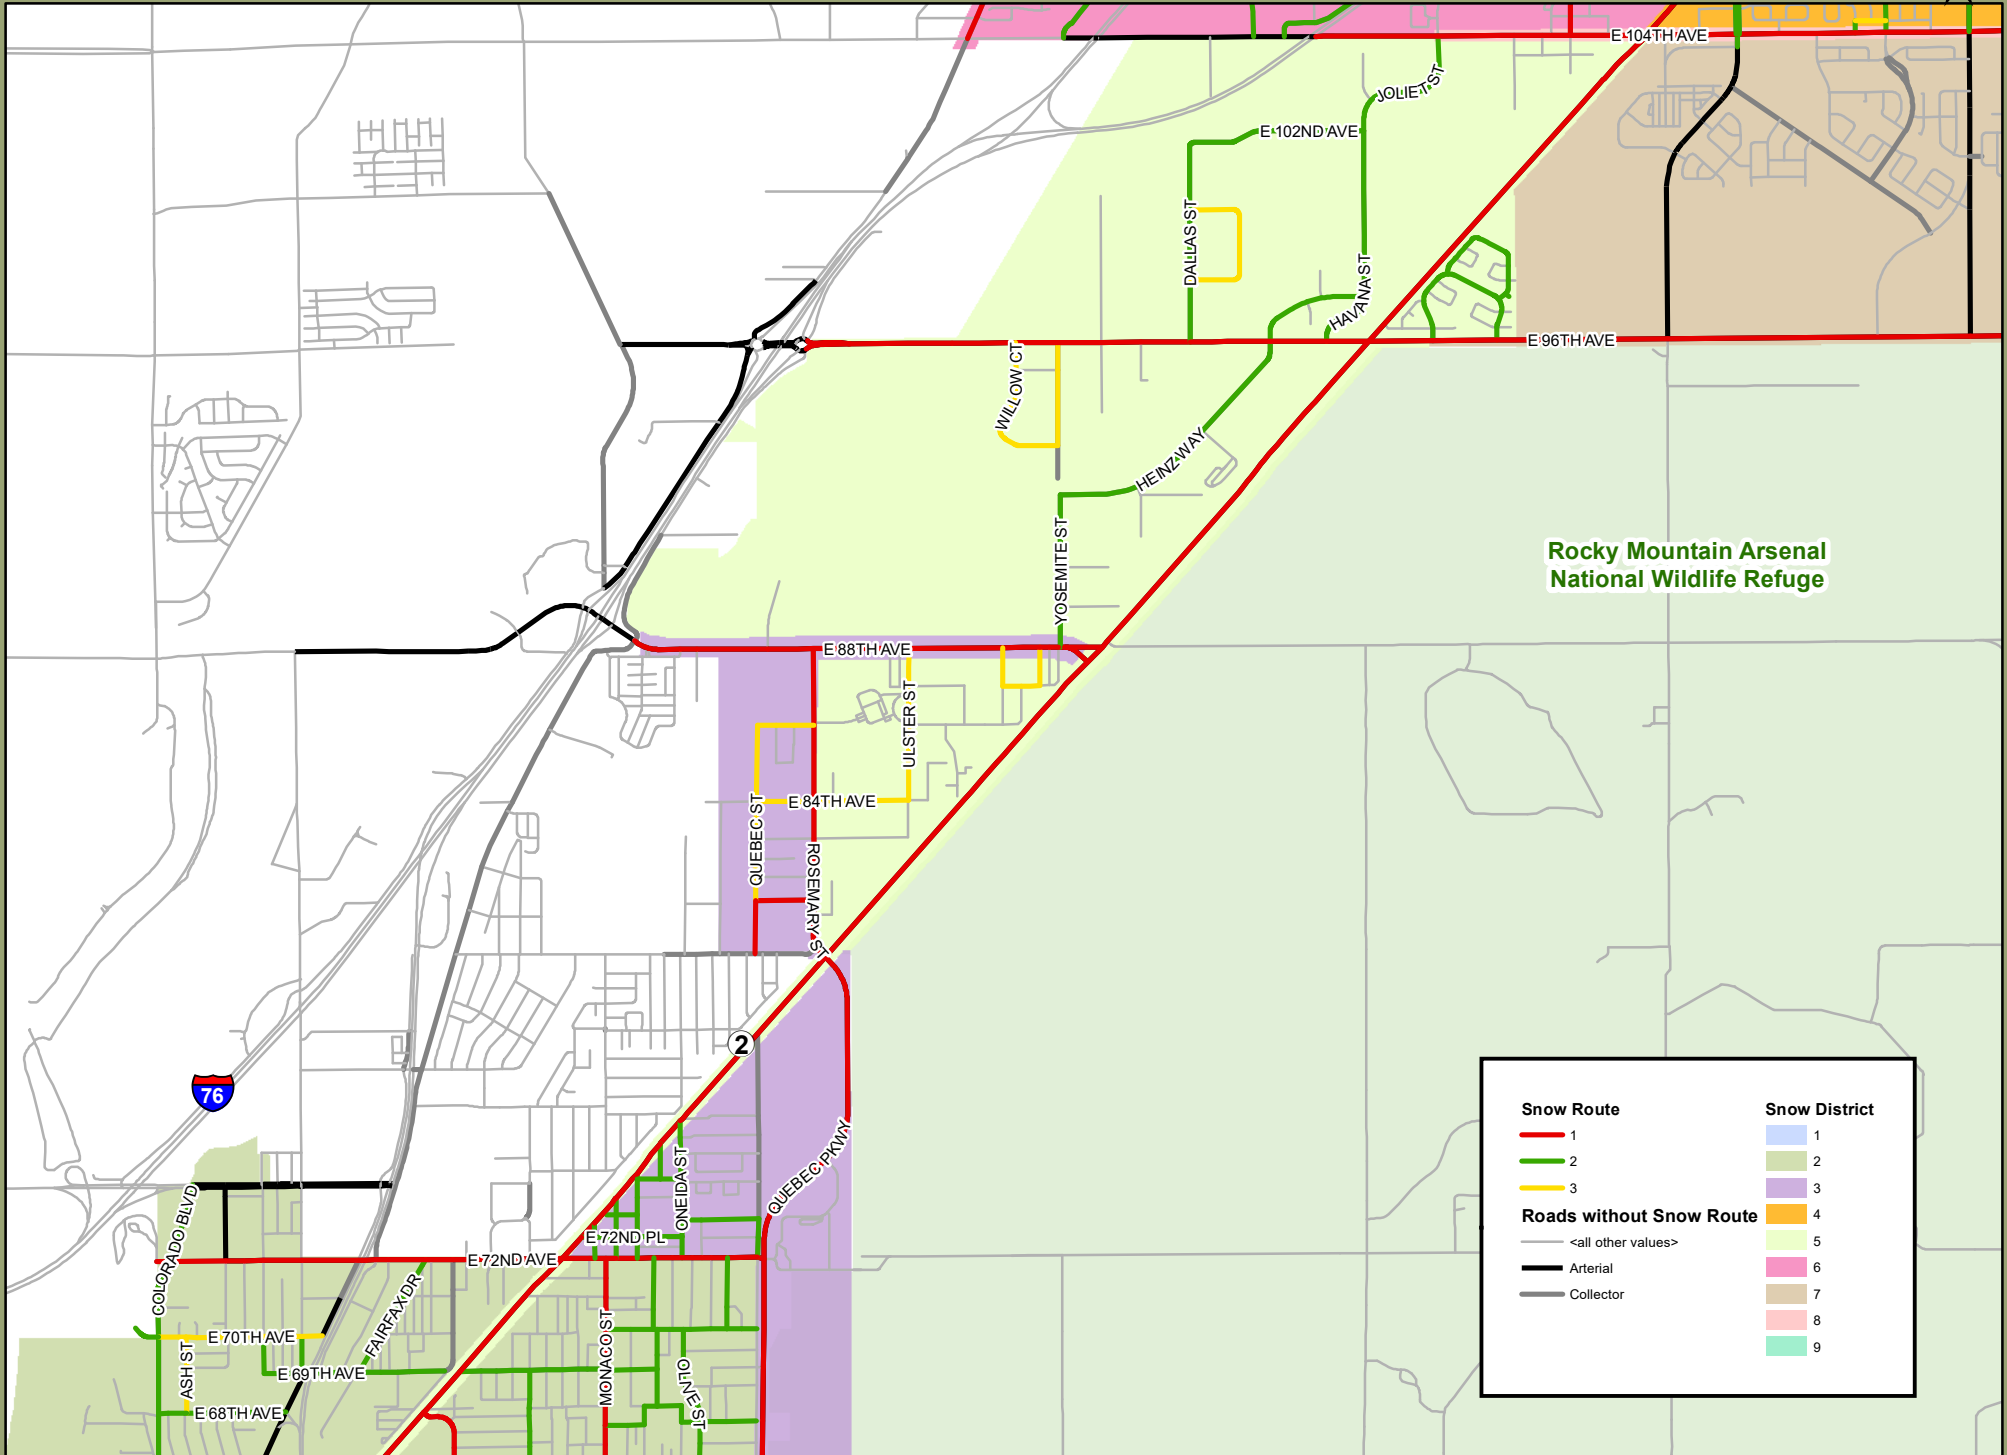 E 104TH AVE
JOLIET ST
E 102ND AVE
DALLAS ST
HAVANA ST
E 96TH AVE
WILLOW CT
HEINZ WAY
YOSEMITE ST
Rocky Mountain Arsenal
National Wildlife Refuge
E 88TH AVE
ULSTER ST
E 84TH AVE
QUEBEC ST
ROSEMARY ST
2
76
QUEBEC PKWY
ONEIDA ST
E 72ND PL
E 72ND AVE
COLORADO BLVD
FAIRFAX DR
E 70TH AVE
ASH ST
E 69TH AVE
E 68TH AVE
MONACO ST
OLIVE ST
Snow Route
1
2
3
Roads without Snow Route
<all other values>
Arterial
Collector
Snow District
1
2
3
4
5
6
7
8
9